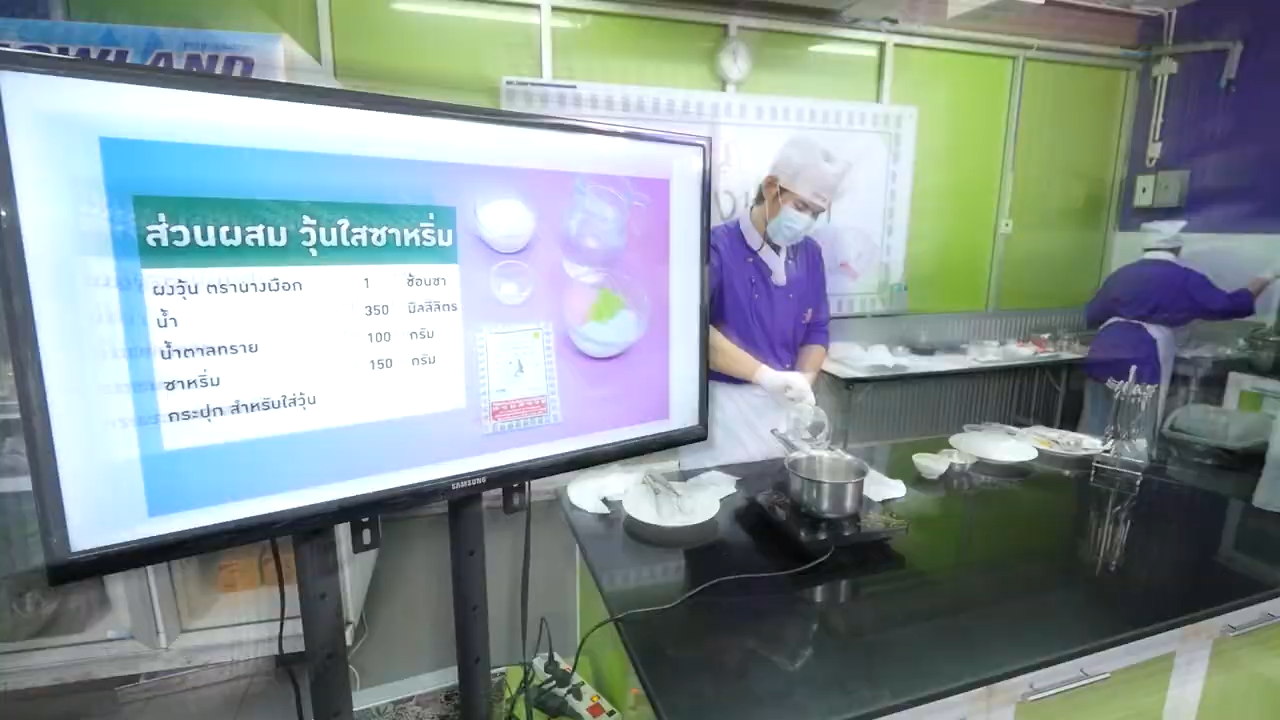 ส่วนผสม วุ้นใสซาหริ่ม
ผงวุ้น ตรานางเงือก 1 ช้อนชา
น้ำ 350 มิลลิลิตร
น้ำตาลทราย 100 กรัม
ซาหริ่ม 150 กรัม
กระปุก สำหรับใส่วุ้น
SAMSUNG